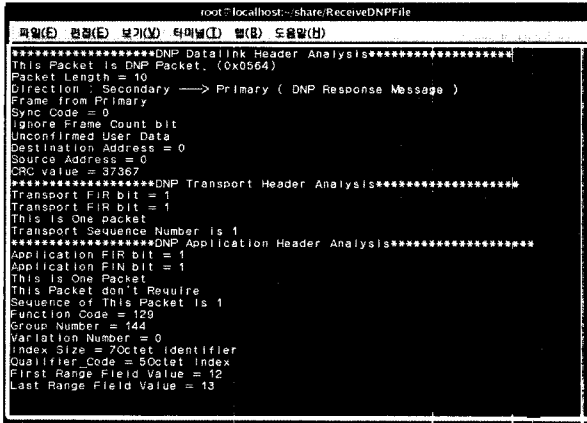 root@localhost:~/share/ReceiveDNPFile
파일(F) 편집(E) 보기(V) 터미널(T) 탭(B) 도움말(H)
*******************DNP Datalink Header Analysis*******************
This Packet is DNP Packet. (0x0564)
Packet Length = 10
Direction : Secondary ---> Primary ( DNP Response Message )
Frame from Primary
Sync Code = 0
Ignore Frame Count bit
Unconfirmed User Data
Destination Address = 0
Source Address = 0
CRC value = 37367
*******************DNP Transport Header Analysis*******************
Transport FIR bit = 1
Transport FIR bit = 1
This is One packet
Transport Sequence Number is 1
*******************DNP Application Header Analysis*******************
Application FIR bit = 1
Application FIN bit = 1
This is One Packet
This Packet don't Require
Sequence of This Packet is 1
Function Code = 129
Group Number = 144
Variation Number = 0
Index Size = 7Octet identifier
Qualifier_Code = 5Octet Index
First Range Field Value = 12
Last Range Field Value = 13